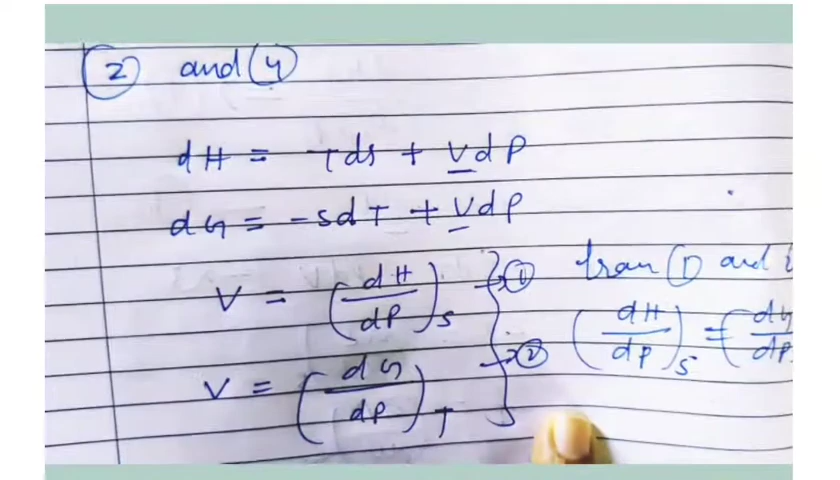 ② and ④
dH = Tds + VdP
dG = -SdT + VdP
V = (dH/dP)S → ①
V = (dG/dP)T → ②
from ① and
(dH/dP)S = (dG/dP